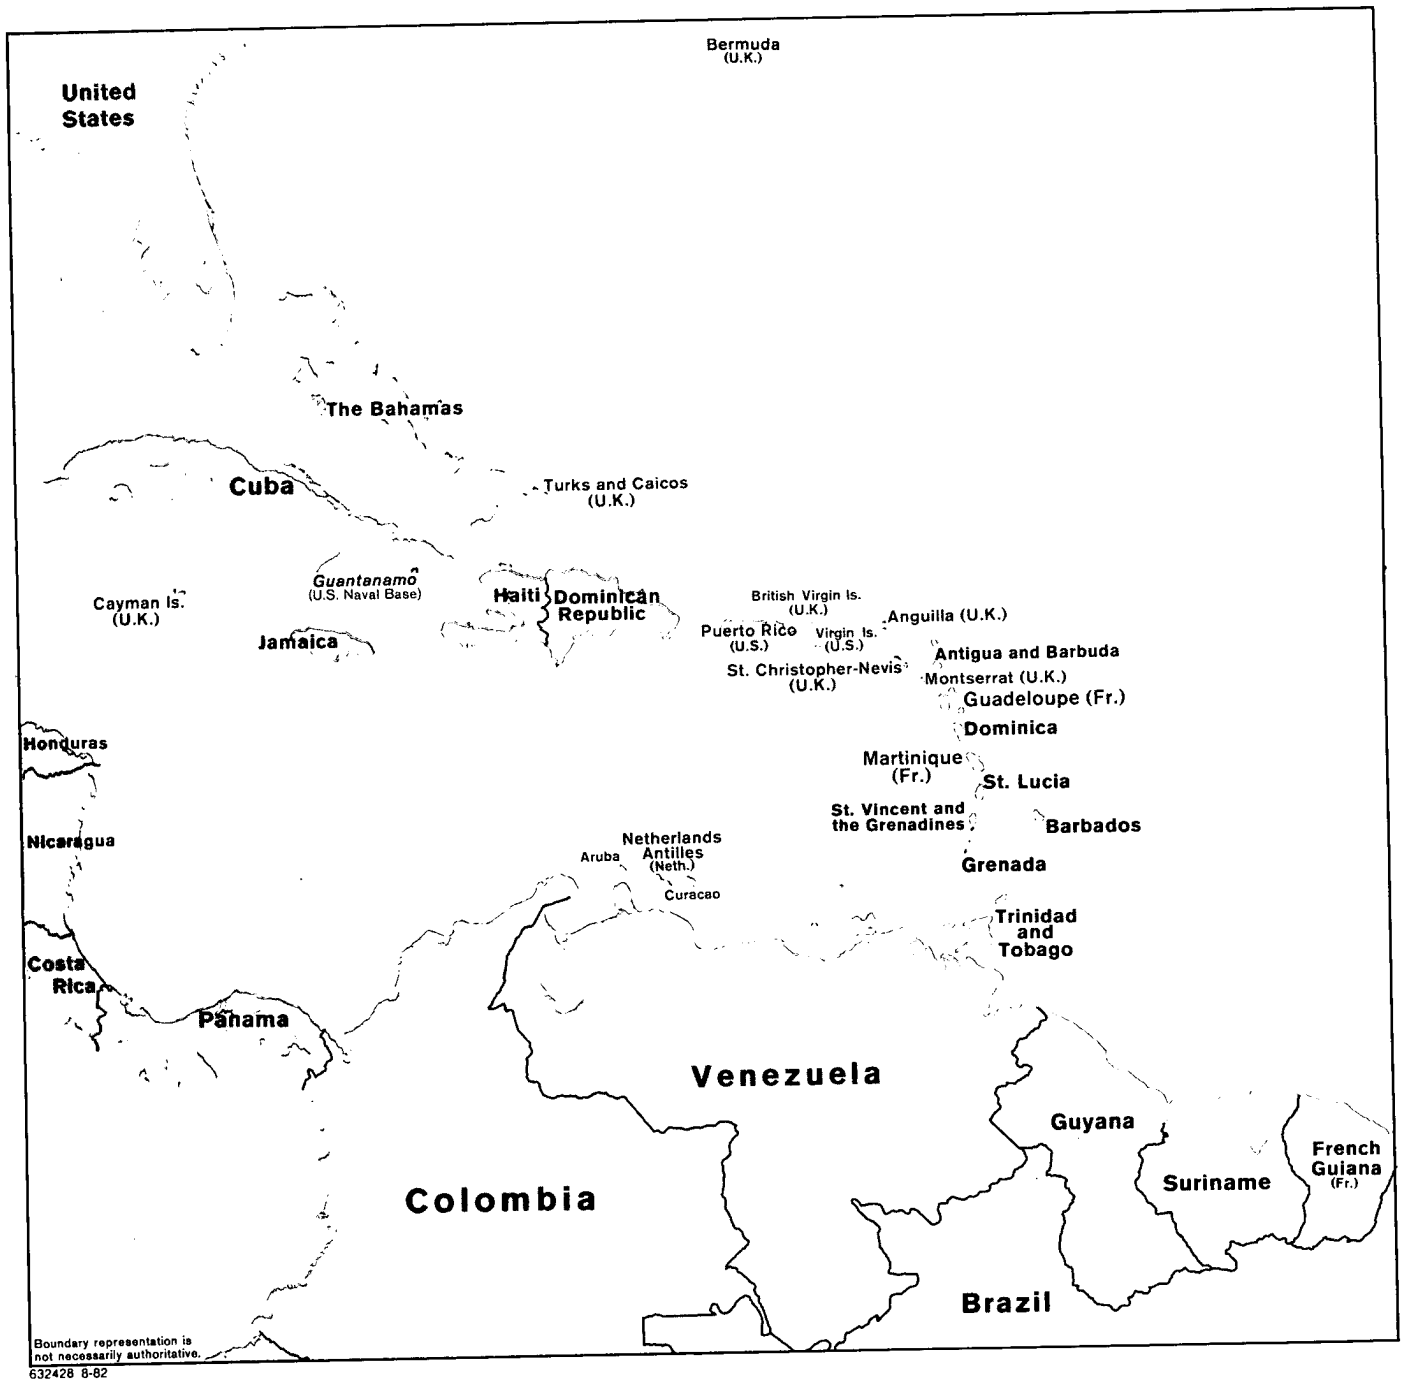 Bermuda
(U.K.)
United
States
The Bahamas
Cuba
Turks and Caicos
(U.K.)
Guantanamo
(U.S. Naval Base)
Haiti
Dominican
Republic
Cayman Is.
(U.K.)
Jamaica
British Virgin Is.
(U.K.)
Puerto Rico
(U.S.)
Virgin Is.
(U.S.)
Anguilla (U.K.)
St. Christopher-Nevis
(U.K.)
Antigua and Barbuda
Montserrat (U.K.)
Guadeloupe (Fr.)
Dominica
Martinique
(Fr.)
St. Lucia
St. Vincent and
the Grenadines
Barbados
Grenada
Honduras
Nicaragua
Netherlands
Antilles
(Neth.)
Aruba
Curacao
Trinidad
and
Tobago
Costa
Rica
Panama
Venezuela
Guyana
Colombia
Suriname
French
Guiana
(Fr.)
Brazil
Boundary representation is
not necessarily authoritative.
632428 8-82